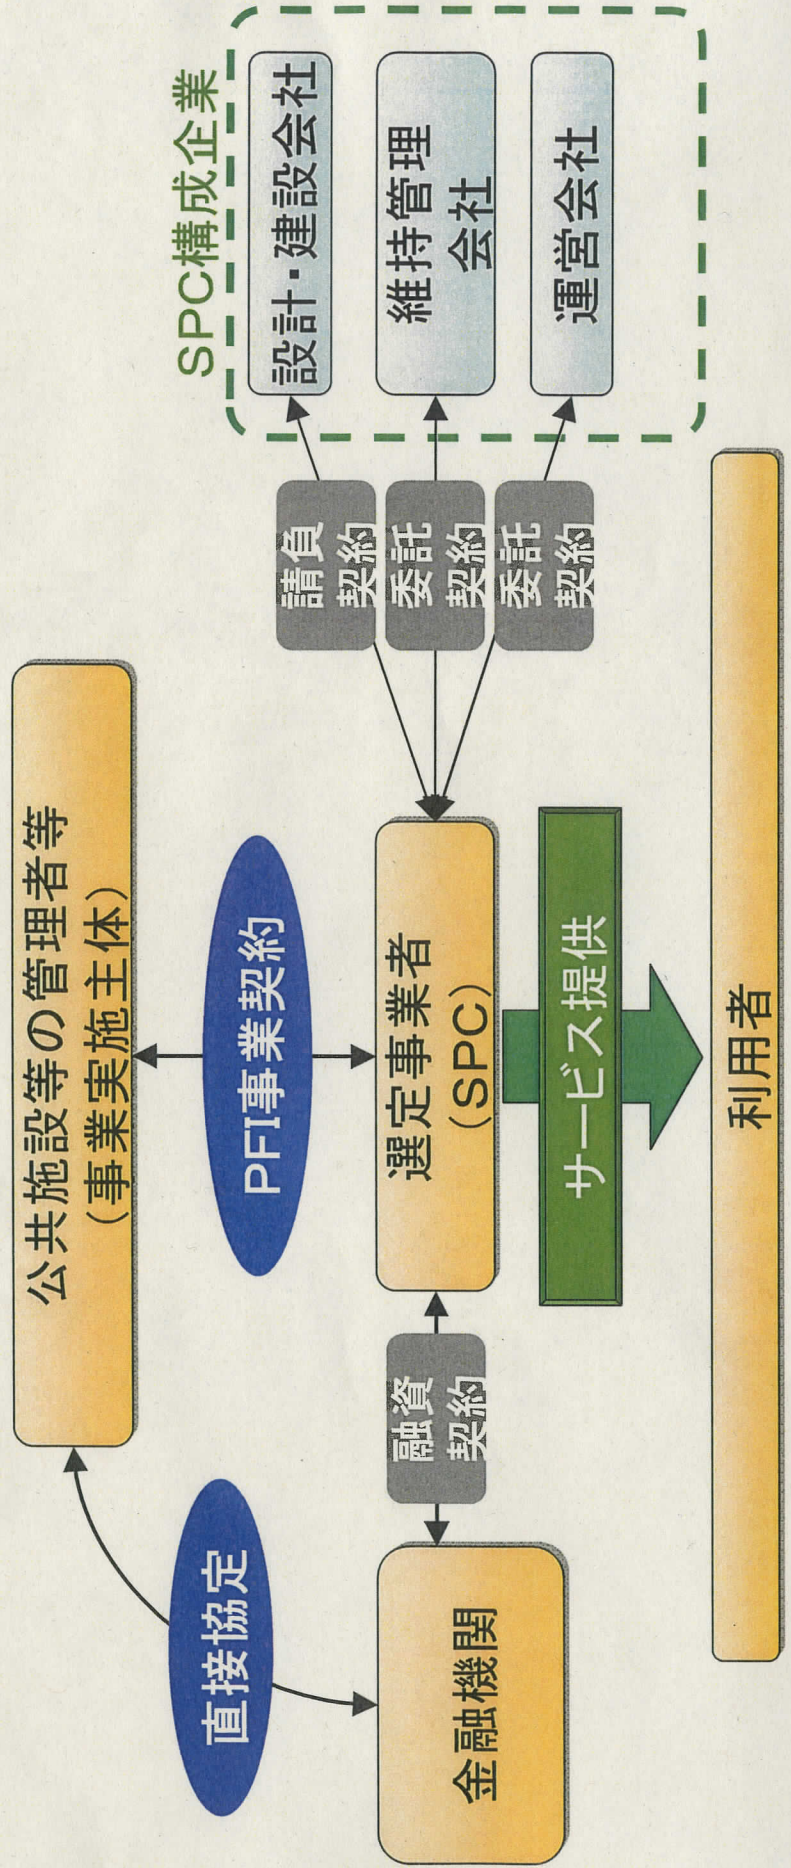 公共施設等の管理者等
（事業実施主体）
SPC構成企業
直接協定
PFI事業契約
請負
契約
設計・建設会社
金融機関
融資
契約
選定事業者
（SPC）
委託
契約
維持管理
会社
委託
契約
運営会社
サービス提供
利用者